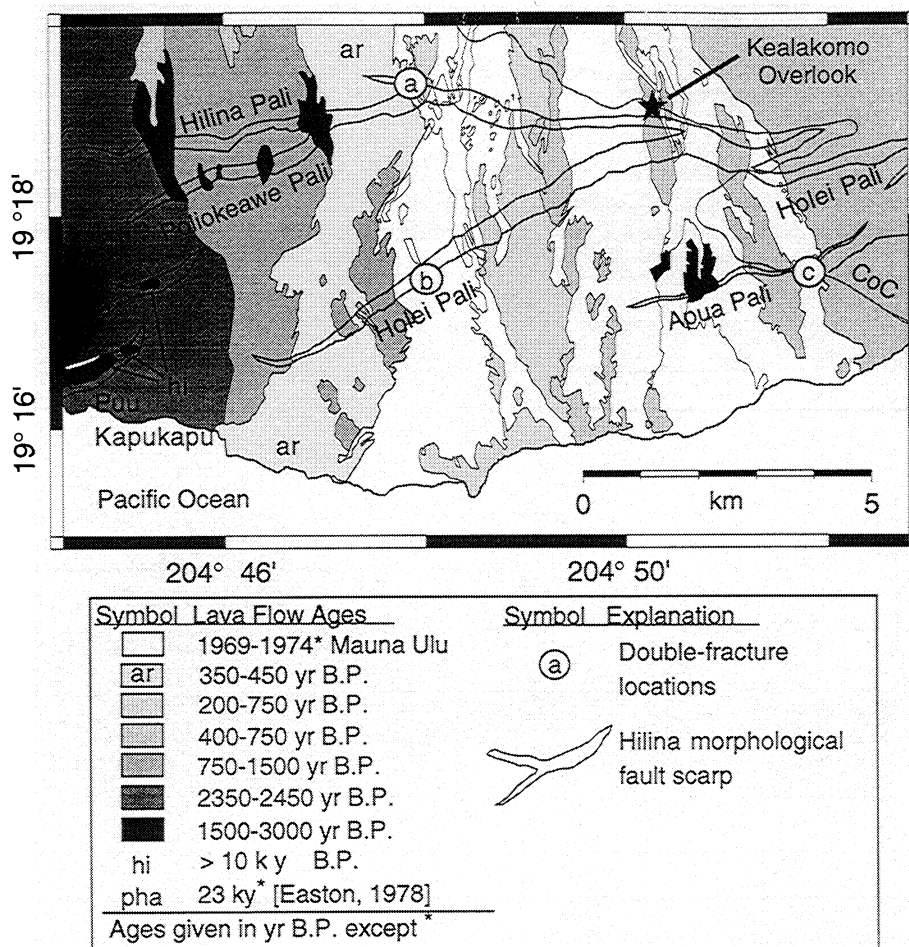 ar
Kealakomo
Overlook
a
Hilina Pali
Poliokeawe Pali
Holei Pali
19°18'
b
Holei Pali
c
CoC
Apua Pali
hi
Puu
Kapukapu
19° 16'
ar
Pacific Ocean
0 km 5
204° 46' 204° 50'
Symbol Lava Flow Ages
1969-1974* Mauna Ulu
ar 350-450 yr B.P.
200-750 yr B.P.
400-750 yr B.P.
750-1500 yr B.P.
2350-2450 yr B.P.
1500-3000 yr B.P.
hi > 10 k y B.P.
pha 23 ky* [Easton, 1978]
Ages given in yr B.P. except *
Symbol Explanation
a Double-fracture
locations
Hilina morphological
fault scarp